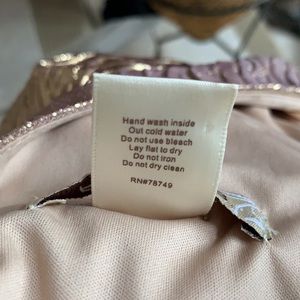 Hand wash inside
Out cold water
Do not use bleach
Lay flat to dry
Do not iron
Do not dry clean
RN#78749